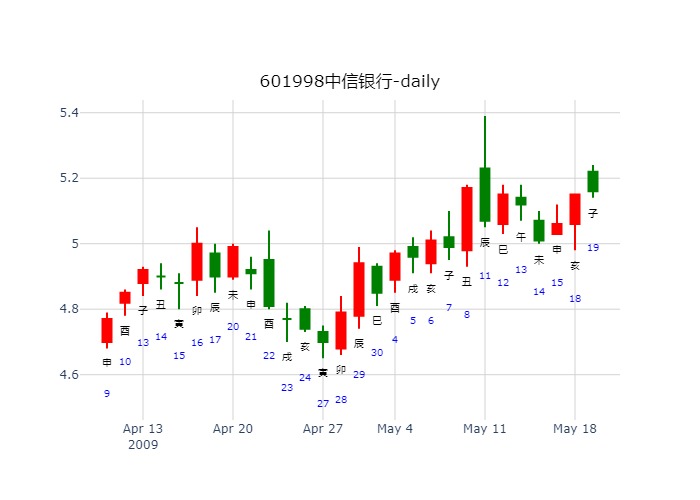 601998中信银行-daily
5.4
5.2
5
4.8
4.6
申
酉
子
丑
寅
卯
辰
未
申
酉
戌
亥
寅
卯
辰
巳
酉
戌
亥
子
丑
辰
巳
午
未
申
亥
子
9
10
13
14
15
16
17
20
21
22
23
24
27
28
29
30
4
5
6
7
8
11
12
13
14
15
18
19
Apr 13
2009
Apr 20
Apr 27
May 4
May 11
May 18